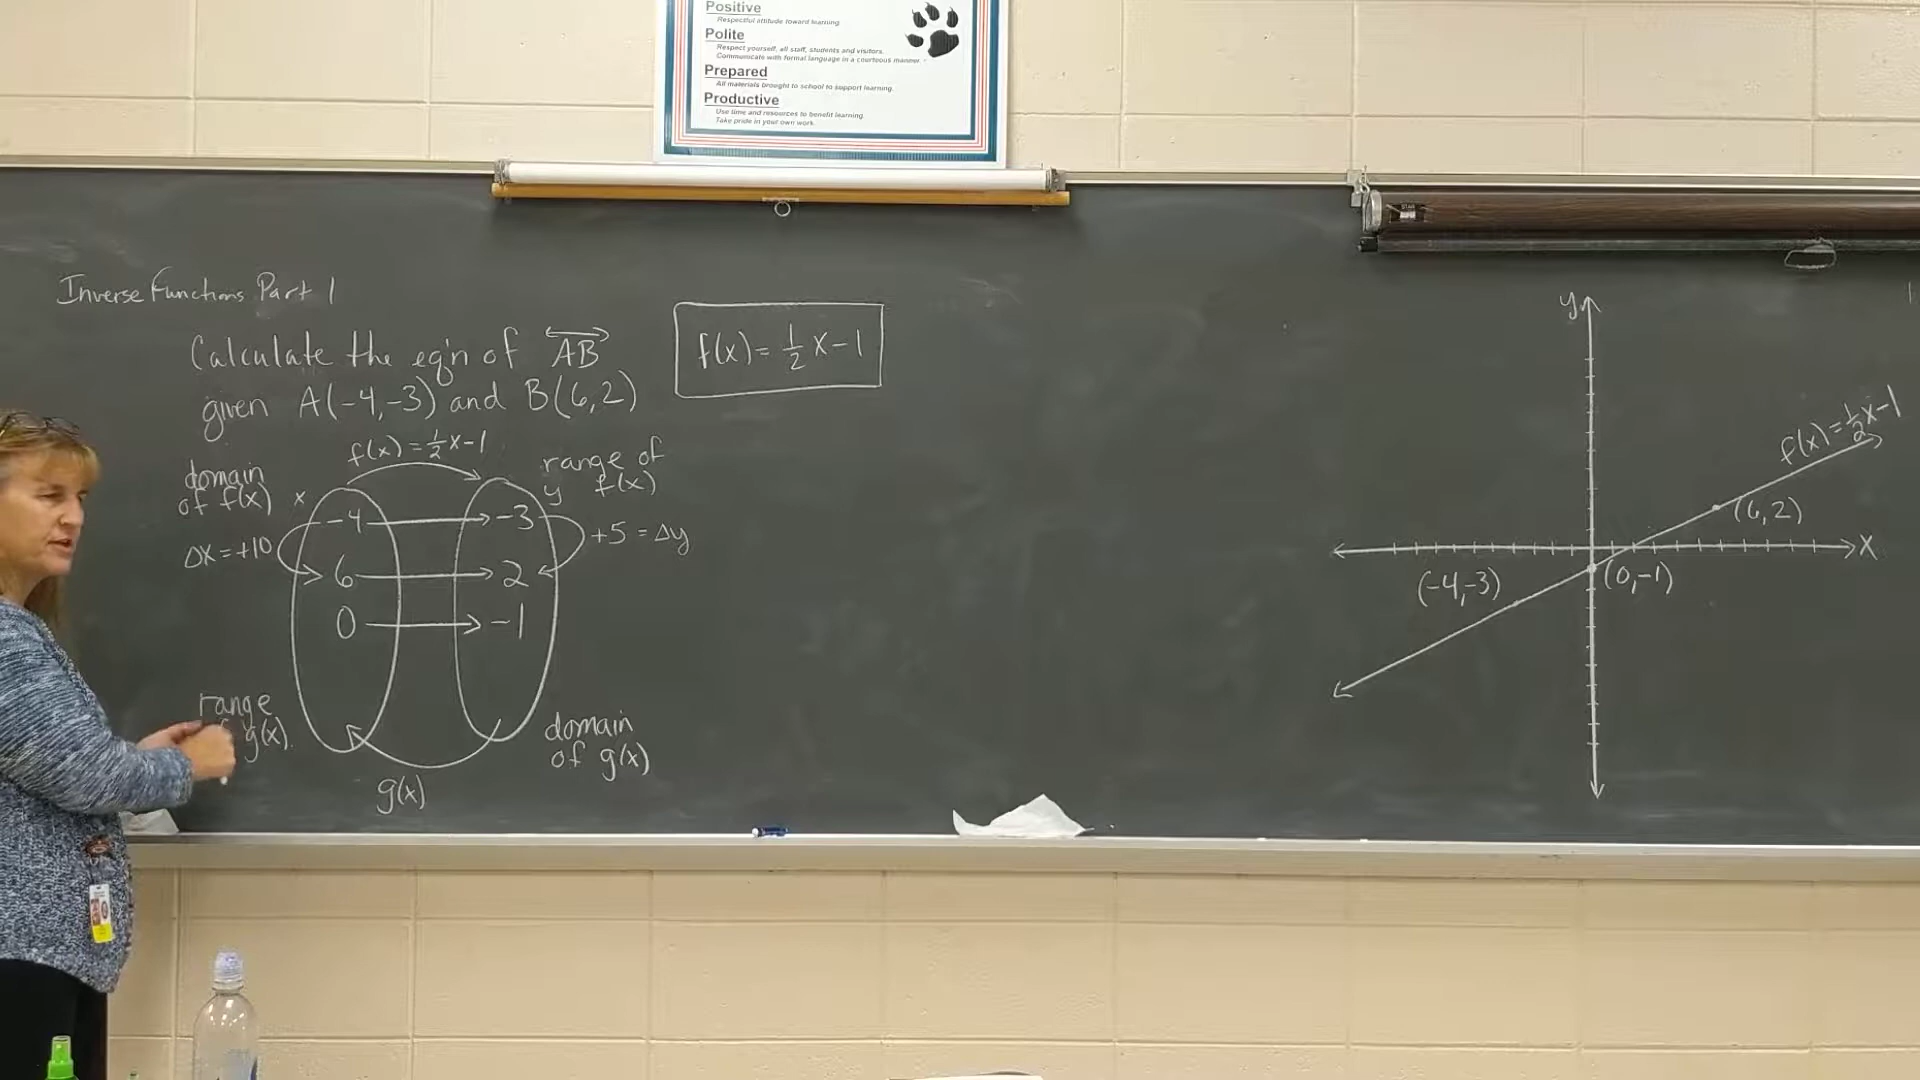 Positive
Respectful attitude toward learning.
Polite
Respect yourself, all staff, students and visitors.
Communicate with formal language in a courteous manner.
Prepared
All materials brought to school to support learning.
Productive
Use time and resources to benefit learning.
Take pride in your own work.
STAR
Inverse Functions Part 1
Calculate the eq'n of AB
given A(-4,-3) and B(6,2)
f(x) = 1/2 x - 1
f(x) = 1/2 x - 1
domain
of f(x)
x
range of
y f(x)
-4
-3
Δx = +10
+5 = Δy
6
2
0
-1
range
g(x).
domain
of g(x)
g(x)
y
f(x) = 1/2 x - 1
(6,2)
x
(-4,-3)
(0,-1)